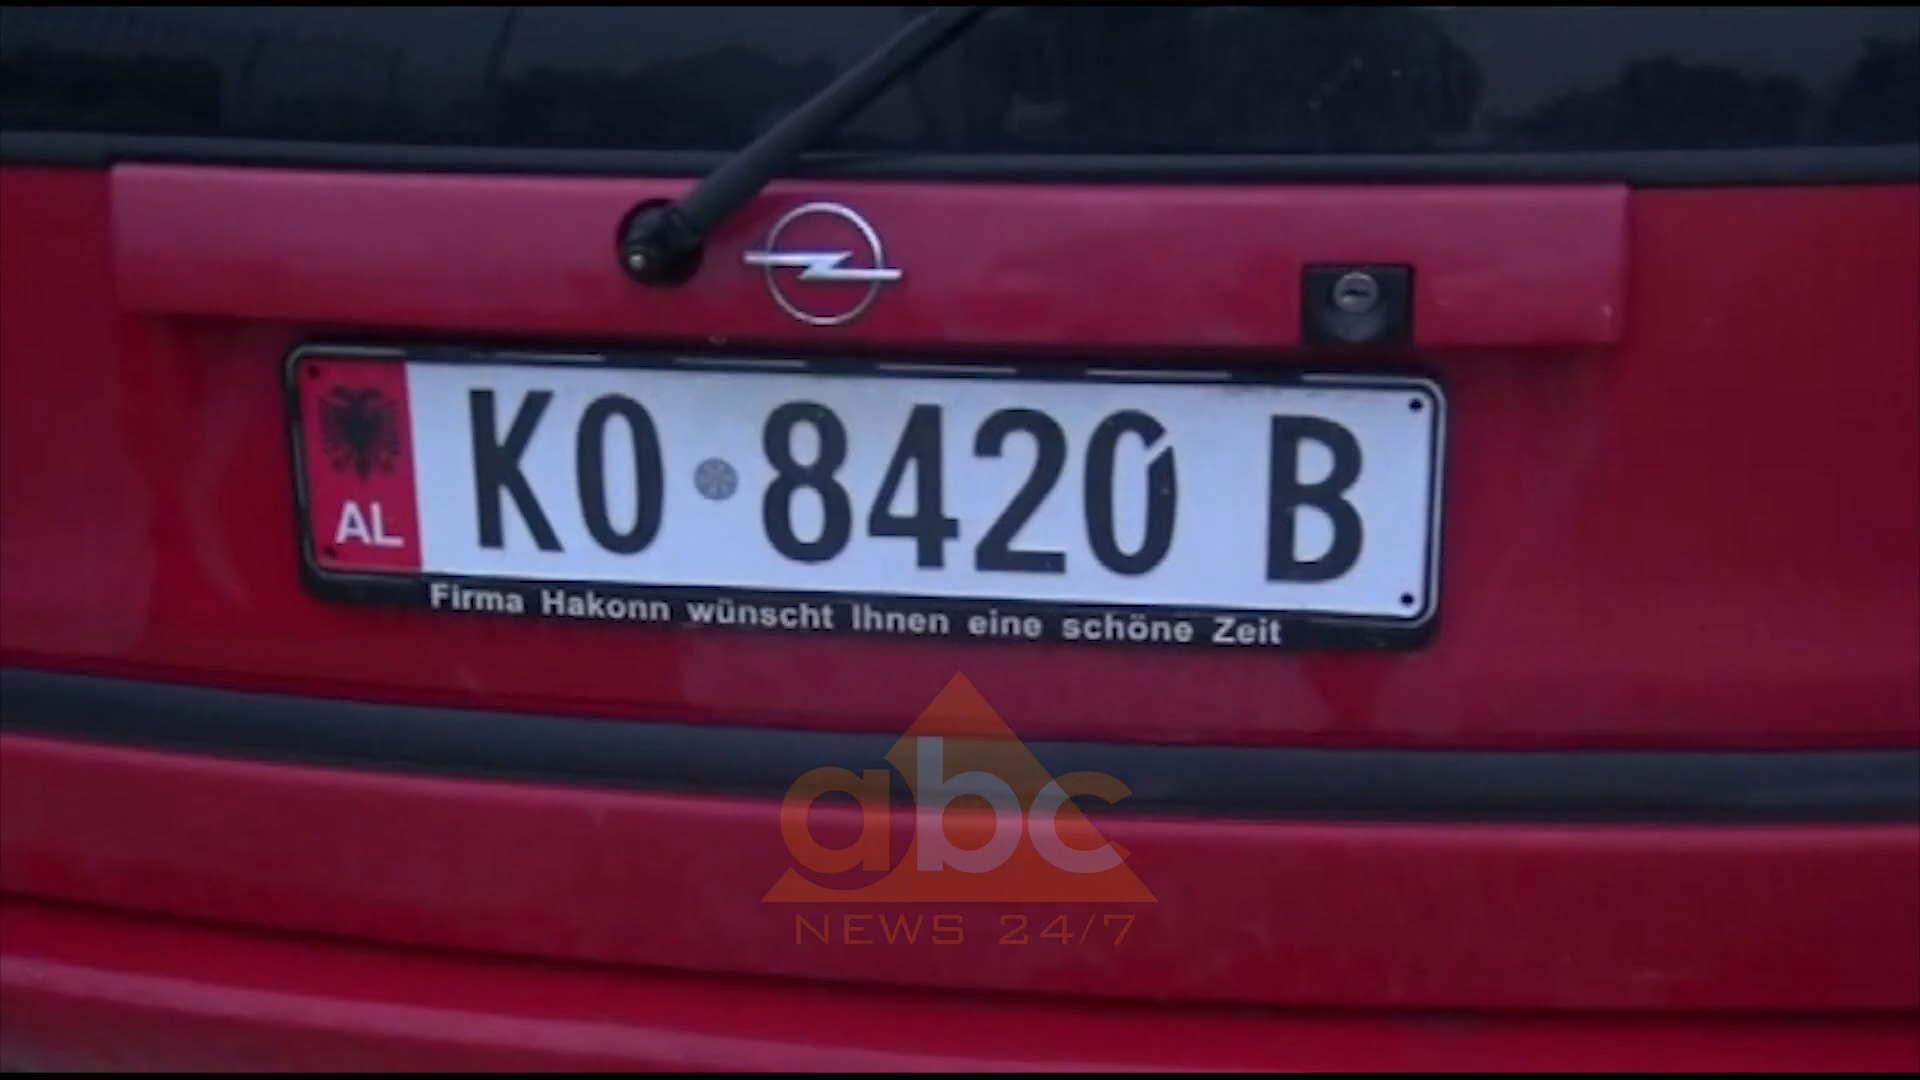 KO 8420 B
AL
Firma Hakonn wünscht Ihnen eine schöne Zeit
abc
NEWS 24/7